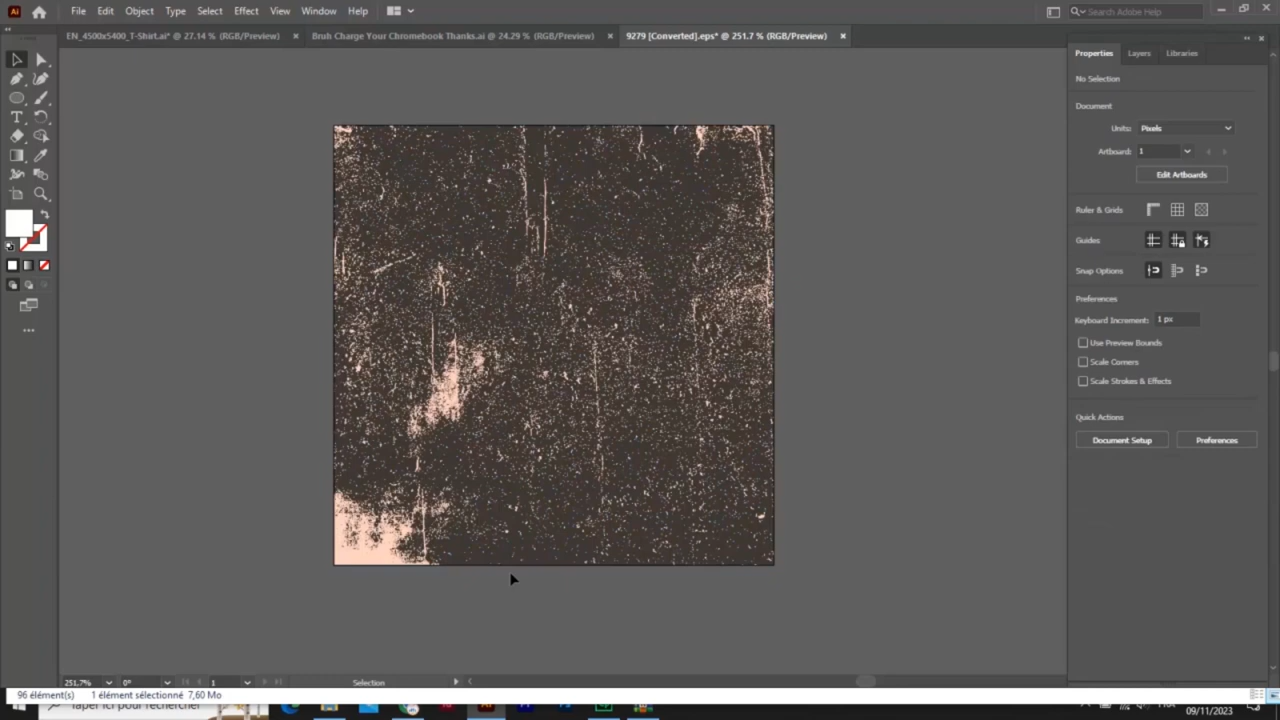 Ai File Edit Object Type Select Effect View Window Help Search Adobe Help
EN_4500x5400_T-Shirt.ai* @ 27.14 % (RGB/Preview) × Bruh Charge Your Chromebook Thanks.ai @ 24.29 % (RGB/Preview) × 9279 [Converted].eps* @ 251.7 % (RGB/Preview) ×
Properties Layers Libraries
No Selection
Document
Units: Pixels
Artboard: 1
Edit Artboards
Ruler & Grids
Guides
Snap Options
Preferences
Keyboard Increment: 1 px
Use Preview Bounds
Scale Corners
Scale Strokes & Effects
Quick Actions
Document Setup Preferences
251.7% 0° 1 Selection
96 élément(s) 1 élément sélectionné 7,60 Mo
Taper ici pour rechercher
09/11/2023